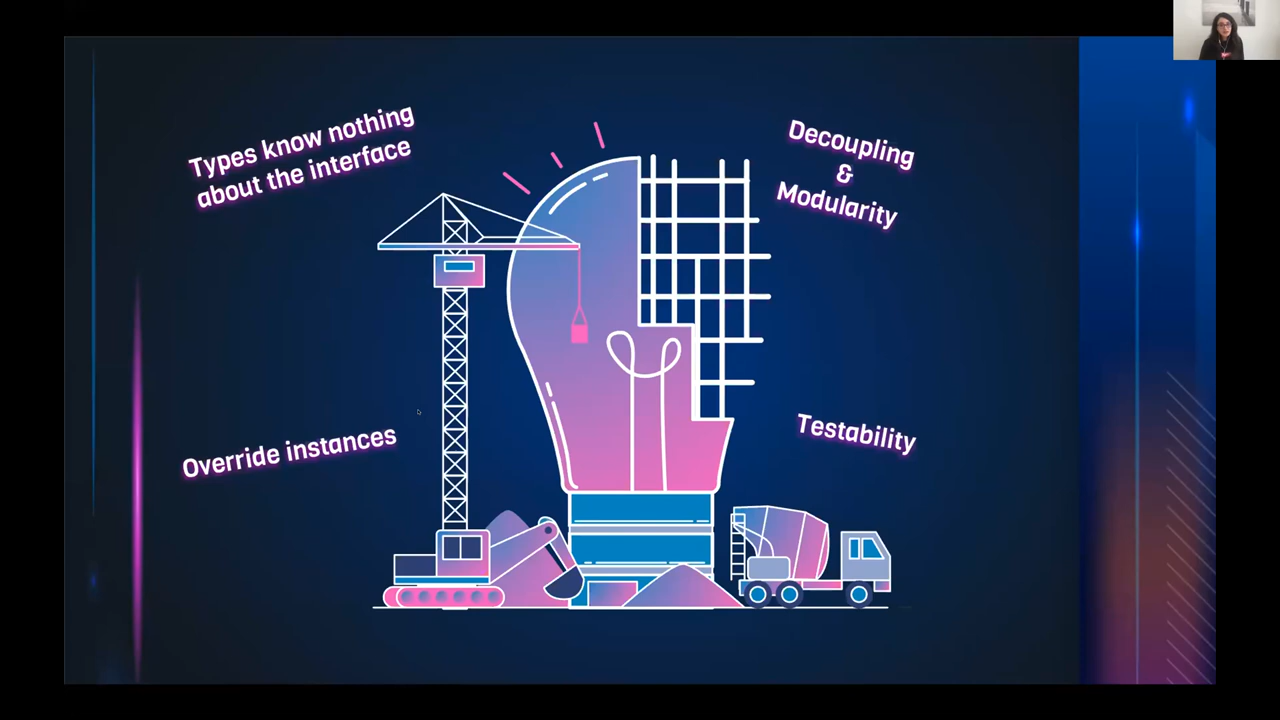 Types know nothing
about the interface
Decoupling
&
Modularity
Override instances
Testability